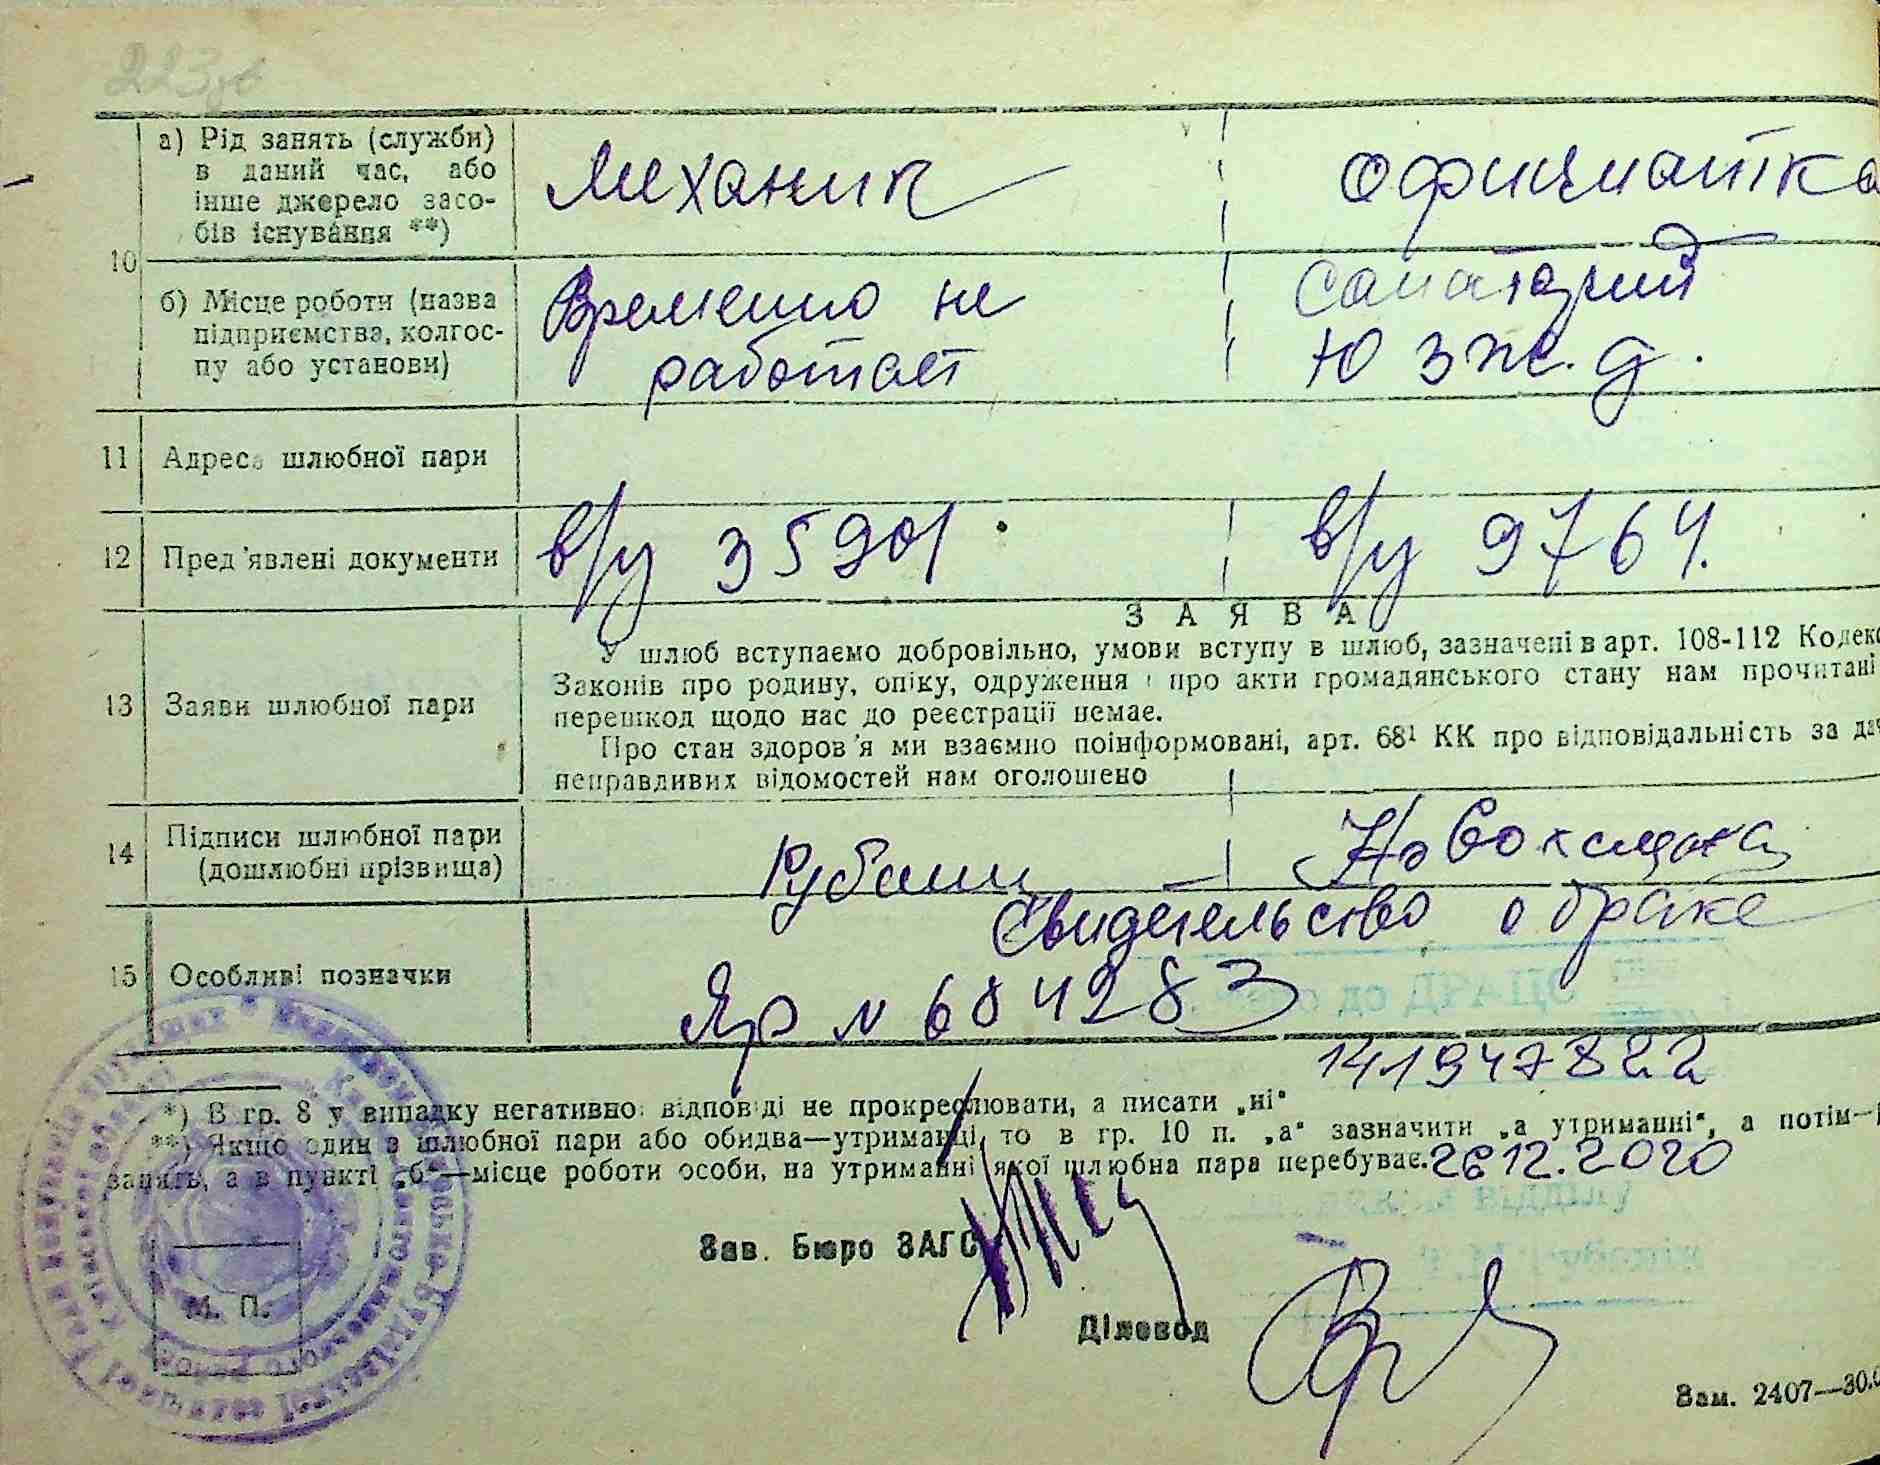 223зв
а) Рід занять (служби)
в даний час, або
інше джерело засо-
бів існування **)
Механик
Официантка
10
б) Місце роботи (назва
підприємства, колгос-
пу або установи)
Временно не
работает
Санаторий
Ю З ж. д.
11 Адреса шлюбної пари
12 Пред'явлені документи
в/у 35901
в/у 9764.
13 Заяви шлюбної пари
ЗАЯВА
У шлюб вступаємо добровільно, умови вступу в шлюб, зазначені в арт. 108-112 Кодекс
Законів про родину, опіку, одруження і про акти громадянського стану нам прочитані
перешкод щодо нас до реєстрації немає.
Про стан здоров'я ми взаємно поінформовані, арт. 68¹ КК про відповідальність за дач
неправливих відомостей нам оголошено
14 Підписи шлюбної пари
(дошлюбні прізвища)
Рубан
15 Особливі позначки
Свидетельство о браке
Яр N 684283
141947822
*) В гр. 8 у випадку негативної відповіді не прокреслювати, а писати „ні“
**) Якщо один з шлюбної пари або обидва—утриманці, то в гр. 10 п. „а“ зазначити „а утриманні“, а потім—
занять, а в пункті „б“—місце роботи особи, на утриманні якої шлюбна пара перебуває.
26 12. 2020
Зав. Бюро ЗАГС
М. П.
Діловод
Зам. 2407—30.